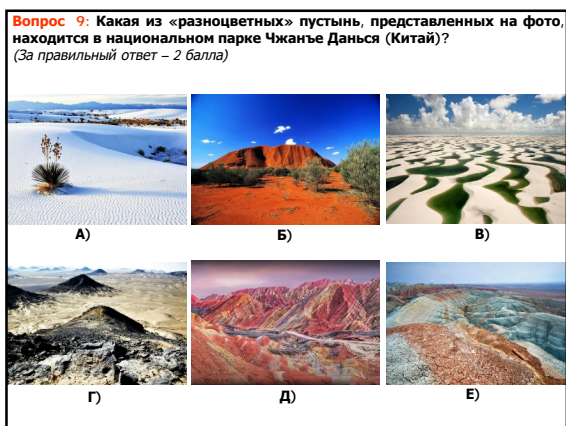 Вопрос 9: Какая из «разноцветных» пустынь, представленных на фото,
находится в национальном парке Чжанъе Данься (Китай)?
(За правильный ответ – 2 балла)
А) Б) В)
Г) Д) Е)